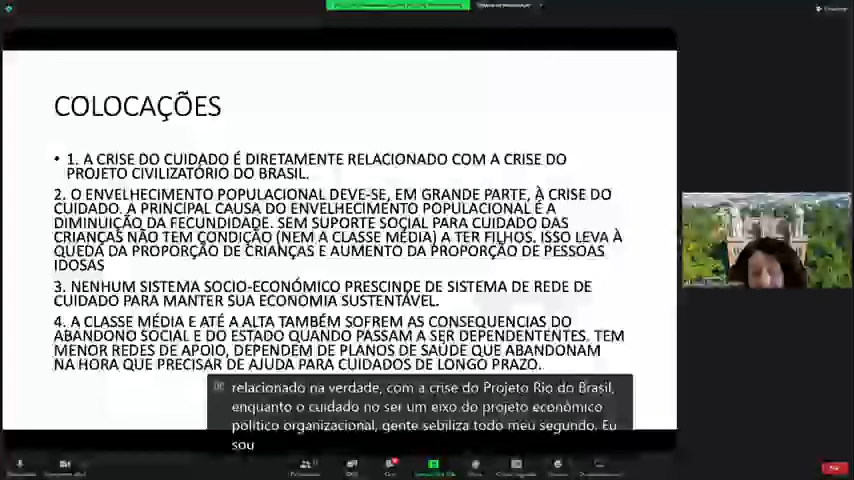 COLOCAÇÕES
• 1. A CRISE DO CUIDADO É DIRETAMENTE RELACIONADO COM A CRISE DO
PROJETO CIVILIZATÓRIO DO BRASIL.
2. O ENVELHECIMENTO POPULACIONAL DEVE-SE, EM GRANDE PARTE, À CRISE DO
CUIDADO. A PRINCIPAL CAUSA DO ENVELHECIMENTO POPULACIONAL É A
DIMINUIÇÃO DA FECUNDIDADE. SEM SUPORTE SOCIAL PARA CUIDADO DAS
CRIANÇAS NÃO TEM CONDIÇÃO (NEM A CLASSE MÉDIA) A TER FILHOS. ISSO LEVA À
QUEDA DA PROPORÇÃO DE CRIANÇAS E AUMENTO DA PROPORÇÃO DE PESSOAS
IDOSAS
3. NENHUM SISTEMA SOCIO-ECONÓMICO PRESCINDE DE SISTEMA DE REDE DE
CUIDADO PARA MANTER SUA ECONOMIA SUSTENTÁVEL.
4. A CLASSE MÉDIA E ATÉ A ALTA TAMBÉM SOFREM AS CONSEQUENCIAS DO
ABANDONO SOCIAL E DO ESTADO QUANDO PASSAM A SER DEPENDENTENTES. TEM
MENOR REDES DE APOIO, DEPENDEM DE PLANOS DE SAÚDE QUE ABANDONAM
NA HORA QUE PRECISAR DE AJUDA PARA CUIDADOS DE LONGO PRAZO.
relacionado na verdade, com a crise do Projeto Rio do Brasil,
enquanto o cuidado no ser um eixo do projeto econômico
político organizacional, gente sebiliza todo meu segundo. Eu
sou